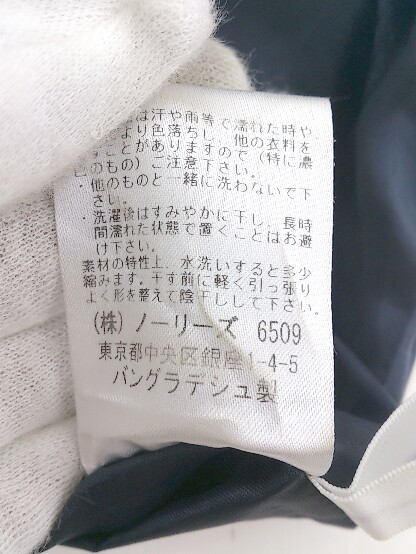 は汗や雨等で濡れた時や
より色落ちし、他の衣料を
すことがありますので（特に濃
色のもの）ご注意下さい。
・他のものと一緒に洗わないで下
さい。
・洗濯後はすみやかに干し、長時
間濡れた状態で置くことはお避
け下さい。
素材の特性上、水洗いすると多少
縮みます。干す前に軽く引っ張り
よく形を整えて陰干しして下さい。
(株) ノーリーズ 6509
東京都中央区銀座1-4-5
バングラデシュ製